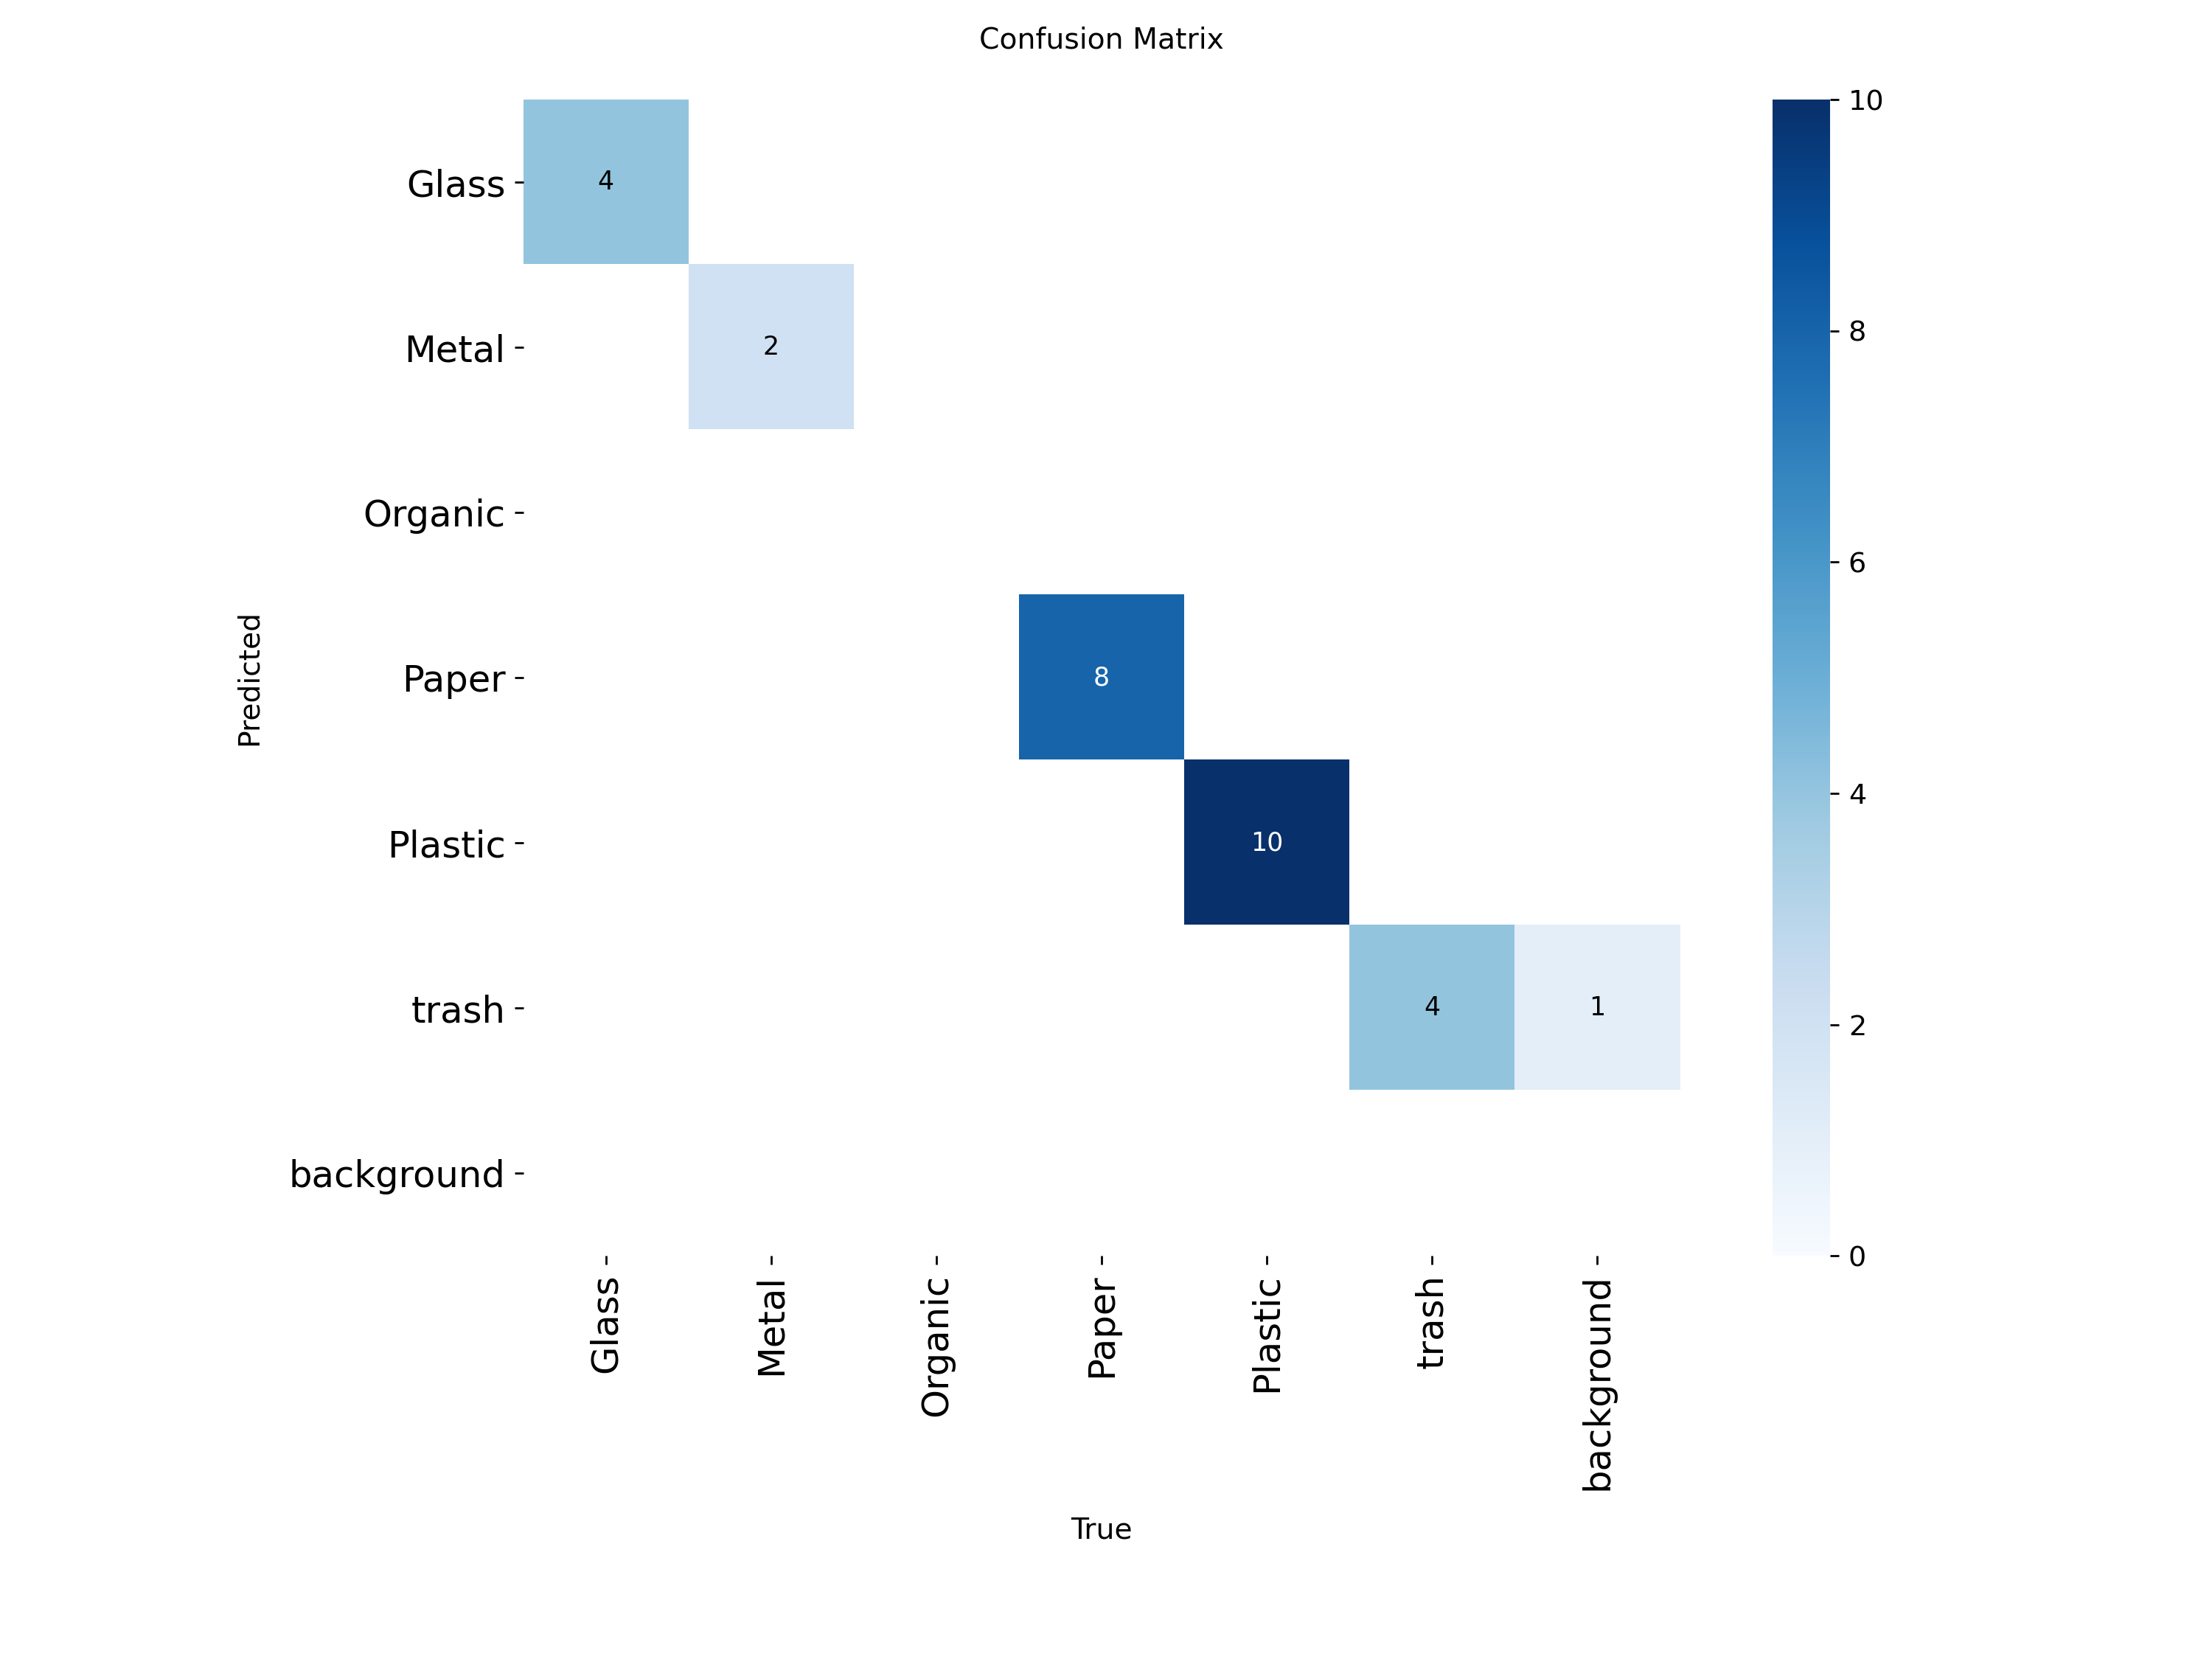 Confusion Matrix
Predicted
Glass
Metal
Organic
Paper
Plastic
trash
background
4
2
8
10
4
1
Glass
Metal
Organic
Paper
Plastic
trash
background
True
10
8
6
4
2
0